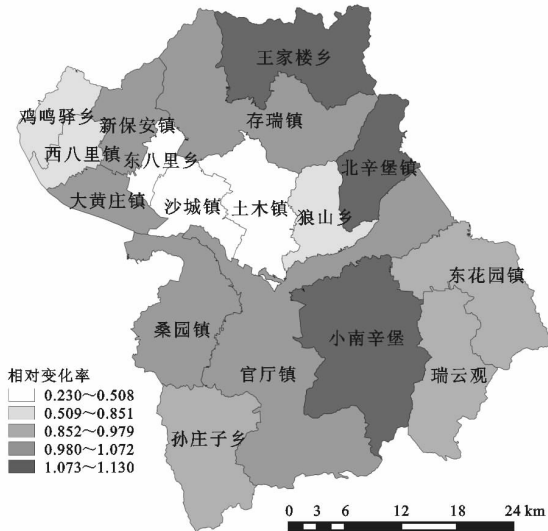 王家楼乡
鸡鸣驿乡
新保安镇
存瑞镇
西八里镇
东八里乡
北辛堡镇
大黄庄镇
沙城镇
土木镇
狼山乡
东花园镇
桑园镇
小南辛堡
官厅镇
瑞云观
孙庄子乡
相对变化率
0.230～0.508
0.509～0.851
0.852～0.979
0.980～1.072
1.073～1.130
0 3 6 12 18 24 km